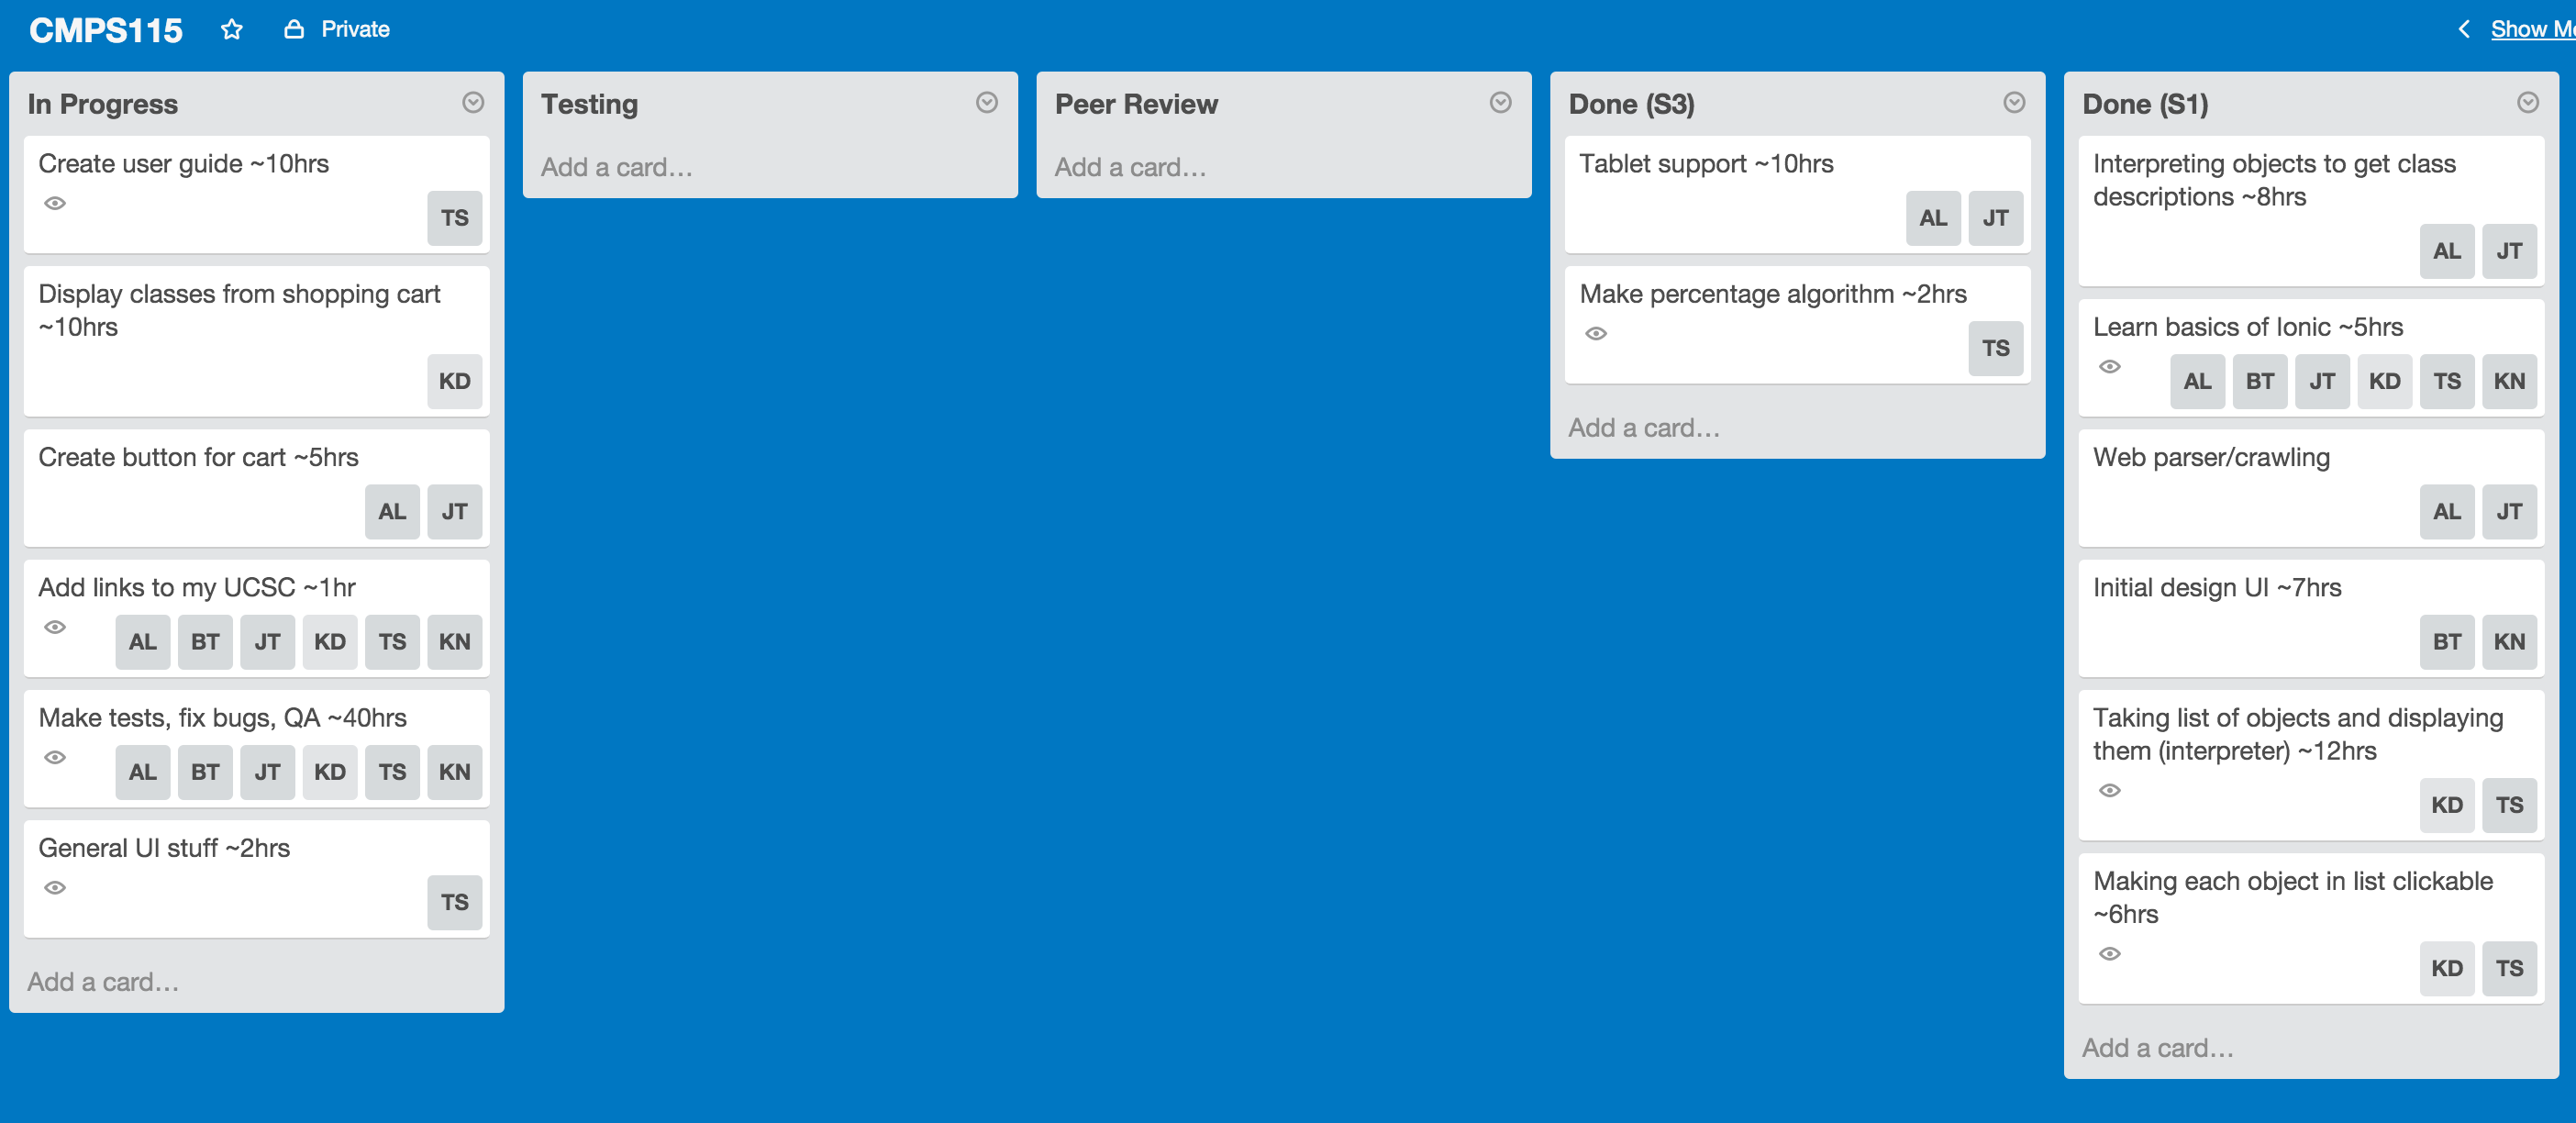 CMPS115 Private Show Me
In Progress
Create user guide ~10hrs
TS
Display classes from shopping cart
~10hrs
KD
Create button for cart ~5hrs
AL JT
Add links to my UCSC ~1hr
AL BT JT KD TS KN
Make tests, fix bugs, QA ~40hrs
AL BT JT KD TS KN
General UI stuff ~2hrs
TS
Add a card…
Testing
Add a card…
Peer Review
Add a card…
Done (S3)
Tablet support ~10hrs
AL JT
Make percentage algorithm ~2hrs
TS
Add a card…
Done (S1)
Interpreting objects to get class
descriptions ~8hrs
AL JT
Learn basics of Ionic ~5hrs
AL BT JT KD TS KN
Web parser/crawling
AL JT
Initial design UI ~7hrs
BT KN
Taking list of objects and displaying
them (interpreter) ~12hrs
KD TS
Making each object in list clickable
~6hrs
KD TS
Add a card…